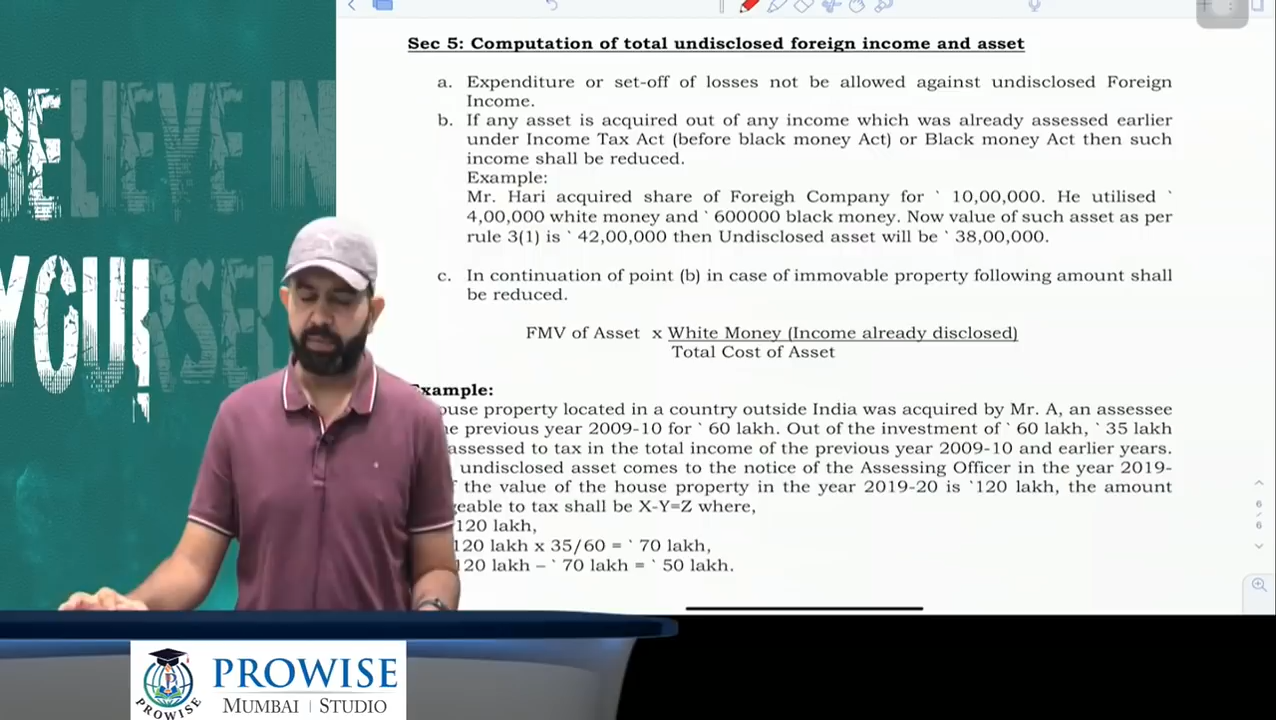 BELIEVE IN
YOURSELF
Sec 5: Computation of total undisclosed foreign income and asset
a. Expenditure or set-off of losses not be allowed against undisclosed Foreign
Income.
b. If any asset is acquired out of any income which was already assessed earlier
under Income Tax Act (before black money Act) or Black money Act then such
income shall be reduced.
Example:
Mr. Hari acquired share of Foreigh Company for ` 10,00,000. He utilised `
4,00,000 white money and ` 600000 black money. Now value of such asset as per
rule 3(1) is ` 42,00,000 then Undisclosed asset will be ` 38,00,000.
c. In continuation of point (b) in case of immovable property following amount shall
be reduced.
FMV of Asset x White Money (Income already disclosed)
Total Cost of Asset
xample:
ouse property located in a country outside India was acquired by Mr. A, an assessee
e previous year 2009-10 for ` 60 lakh. Out of the investment of ` 60 lakh, ` 35 lakh
assessed to tax in the total income of the previous year 2009-10 and earlier years.
undisclosed asset comes to the notice of the Assessing Officer in the year 2019-
f the value of the house property in the year 2019-20 is `120 lakh, the amount
geable to tax shall be X-Y=Z where,
120 lakh,
120 lakh x 35/60 = ` 70 lakh,
120 lakh – ` 70 lakh = ` 50 lakh.
6
/
6
PROWISE
PROWISE
MUMBAI | STUDIO